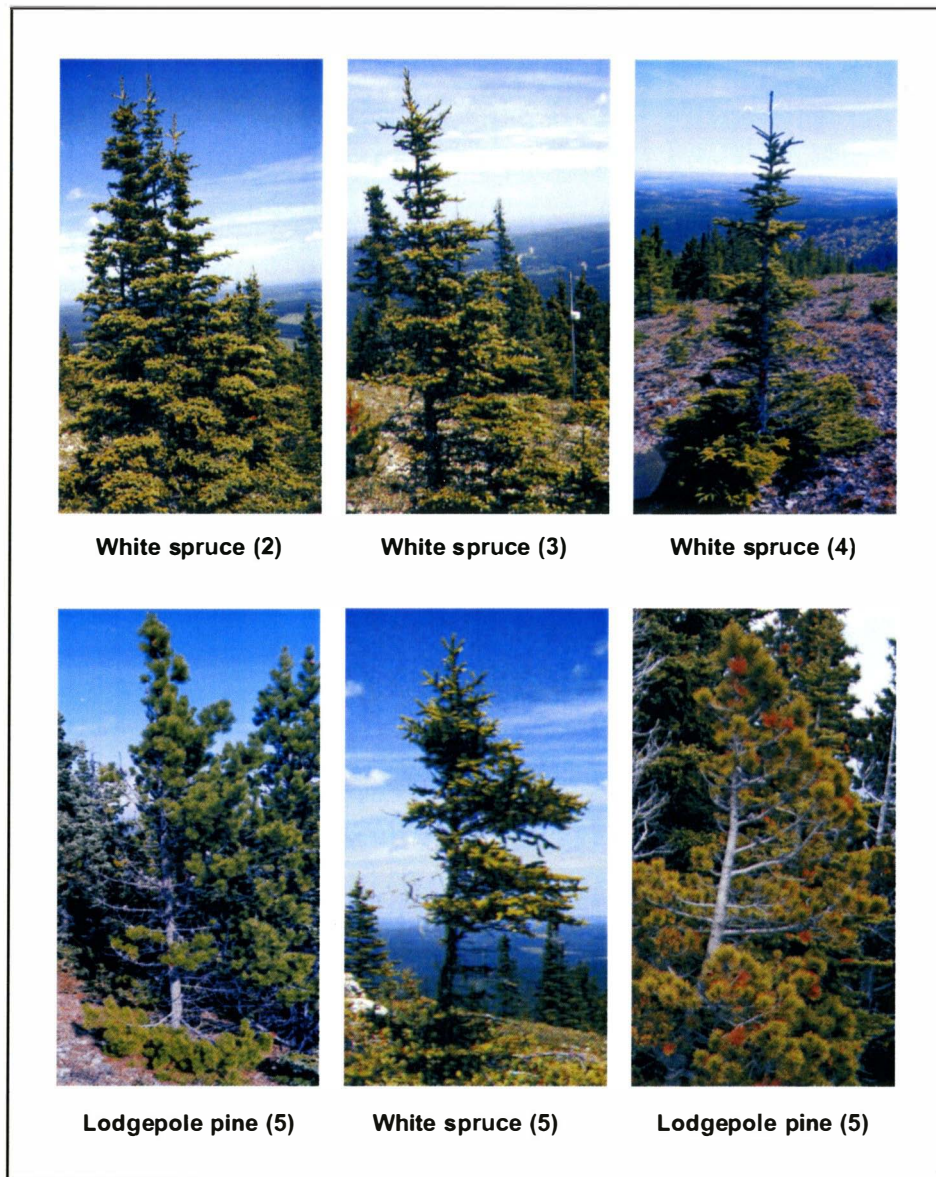 White spruce (2)
White spruce (3)
White spruce (4)
Lodgepole pine (5)
White spruce (5)
Lodgepole pine (5)